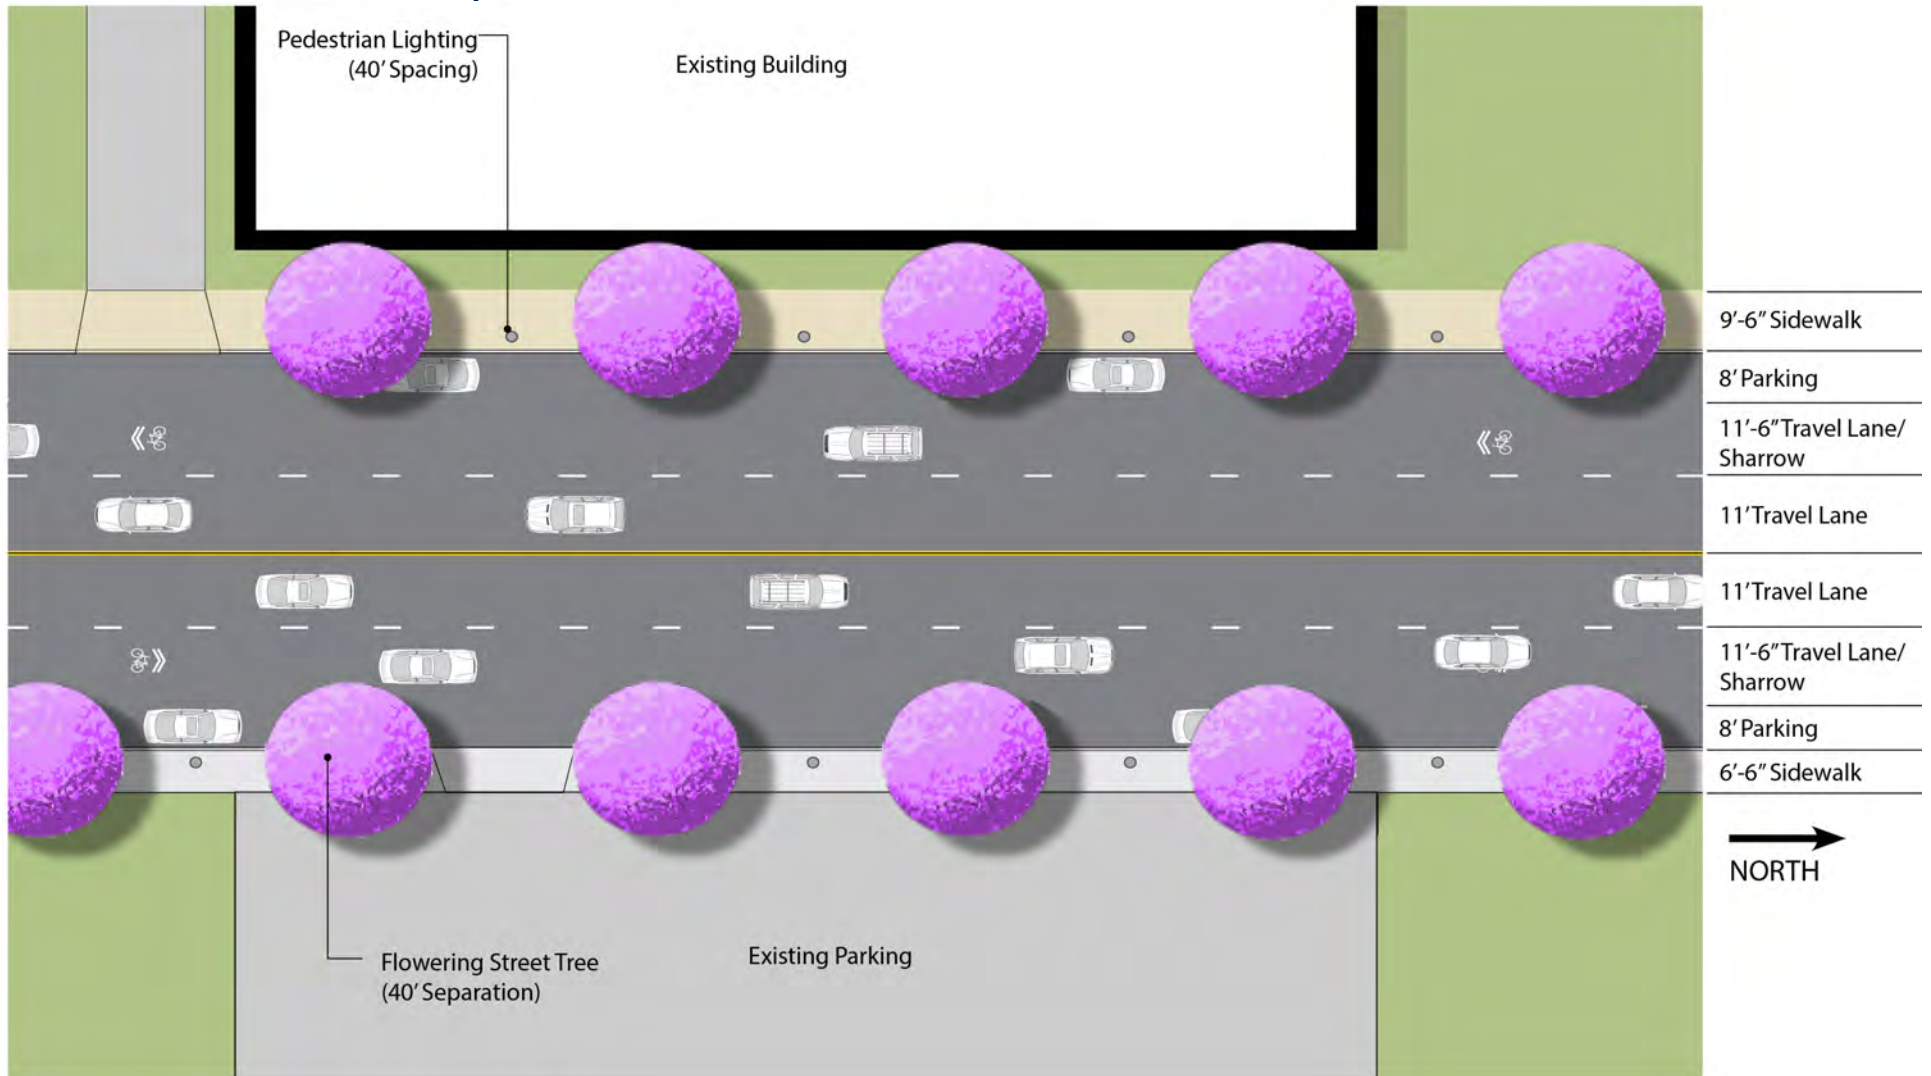 Pedestrian Lighting
(40' Spacing)
Existing Building
9'-6" Sidewalk
8' Parking
11'-6" Travel Lane/
Sharrow
11' Travel Lane
11' Travel Lane
11'-6" Travel Lane/
Sharrow
8' Parking
6'-6" Sidewalk
NORTH
Flowering Street Tree
(40' Separation)
Existing Parking